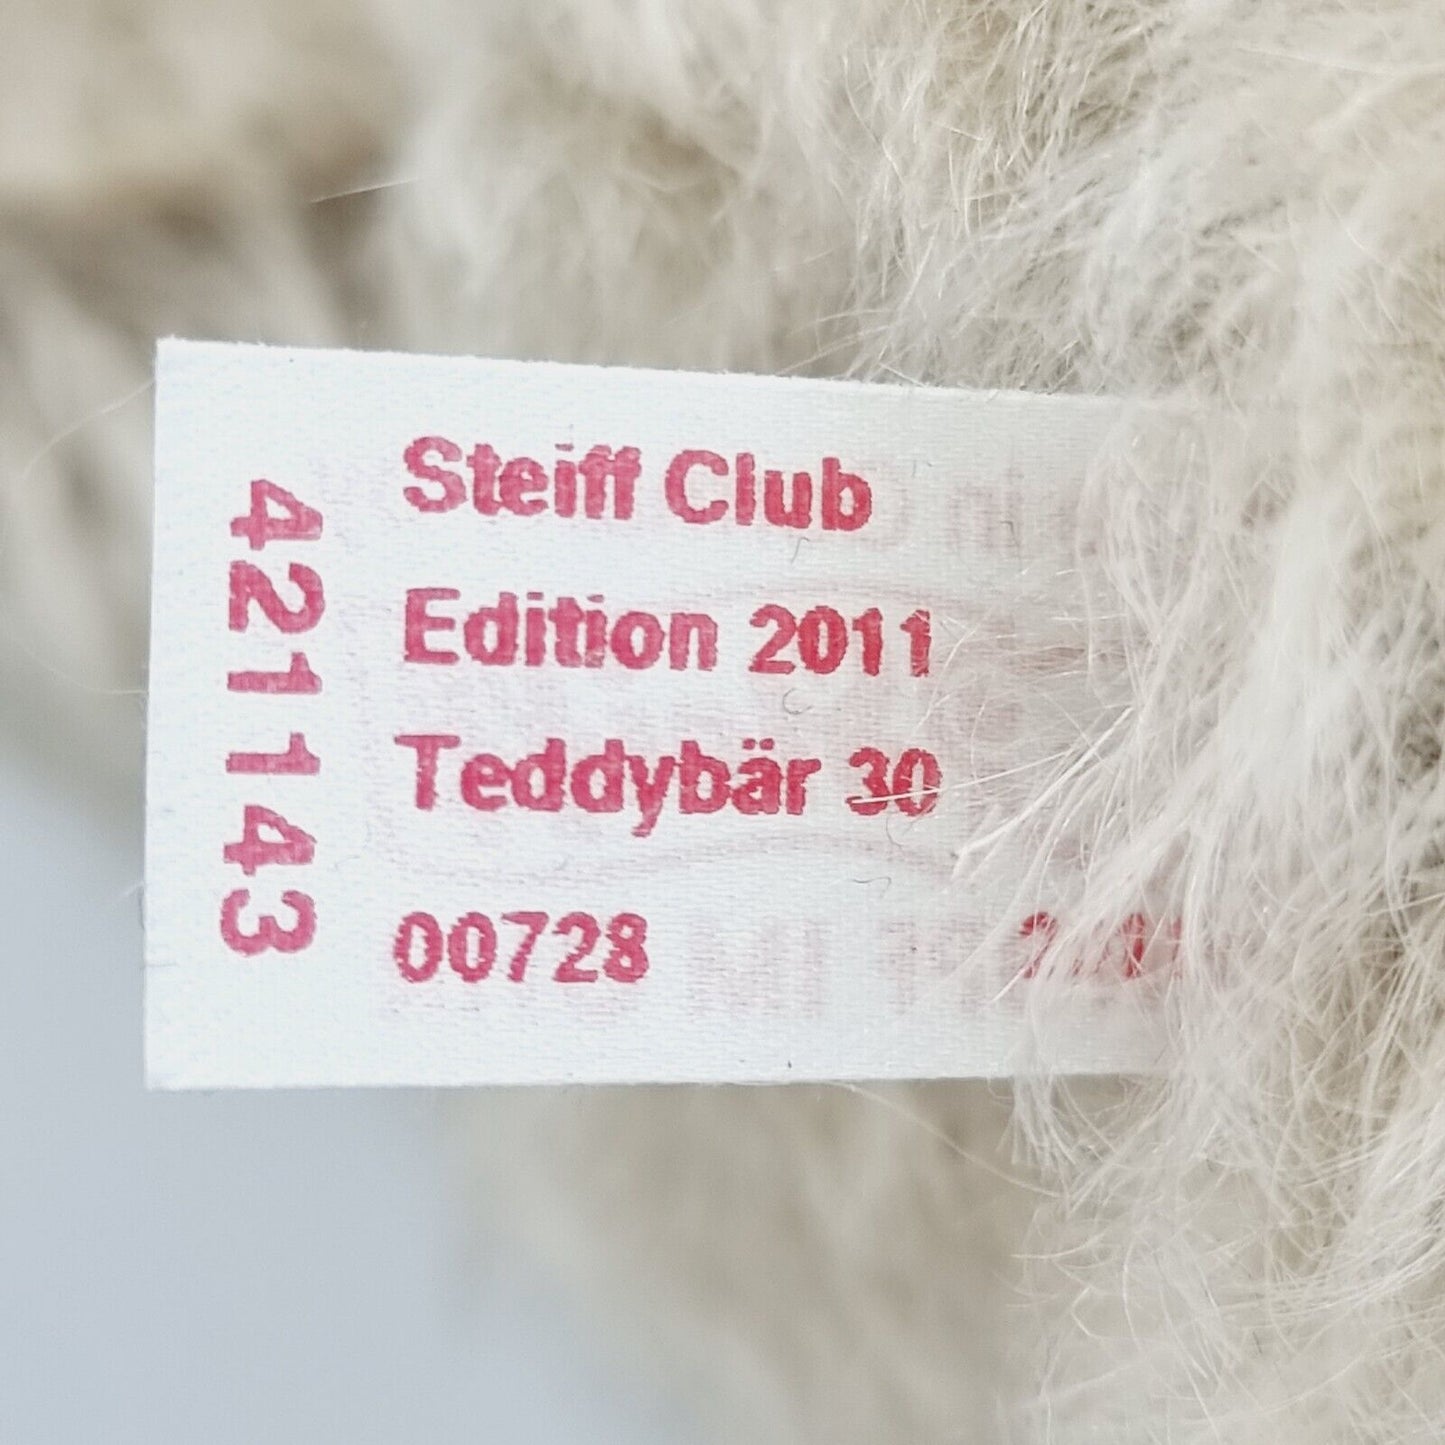 421143
Steiff Club
Edition 2011
Teddybär 30
00728